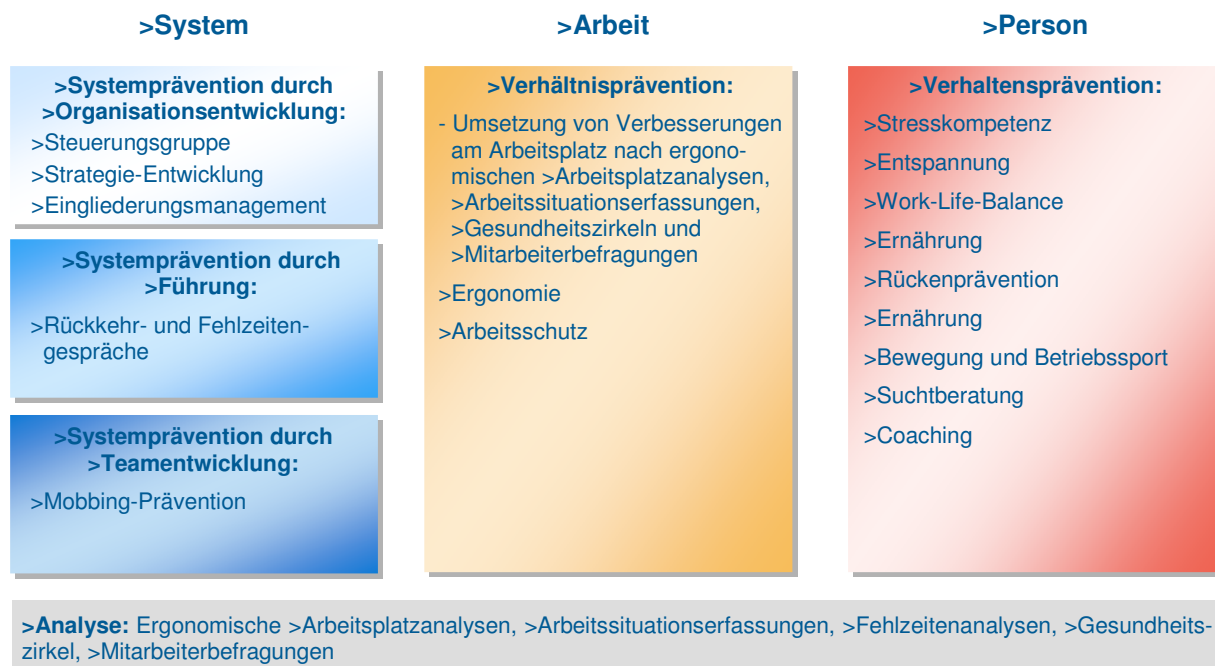 >System
>Systemprävention durch
>Organisationsentwicklung:
>Steuerungsgruppe
>Strategie-Entwicklung
>Eingliederungsmanagement
>Systemprävention durch
>Führung:
>Rückkehr- und Fehlzeiten-
gespräche
>Systemprävention durch
>Teamentwicklung:
>Mobbing-Prävention
>Arbeit
>Verhältnisprävention:
- Umsetzung von Verbesserungen
am Arbeitsplatz nach ergono-
mischen >Arbeitsplatzanalysen,
>Arbeitssituationserfassungen,
>Gesundheitszirkeln und
>Mitarbeiterbefragungen
>Ergonomie
>Arbeitsschutz
>Person
>Verhaltensprävention:
>Stresskompetenz
>Entspannung
>Work-Life-Balance
>Ernährung
>Rückenprävention
>Ernährung
>Bewegung und Betriebssport
>Suchtberatung
>Coaching
>Analyse: Ergonomische >Arbeitsplatzanalysen, >Arbeitssituationserfassungen, >Fehlzeitenanalysen, >Gesundheits-
zirkel, >Mitarbeiterbefragungen